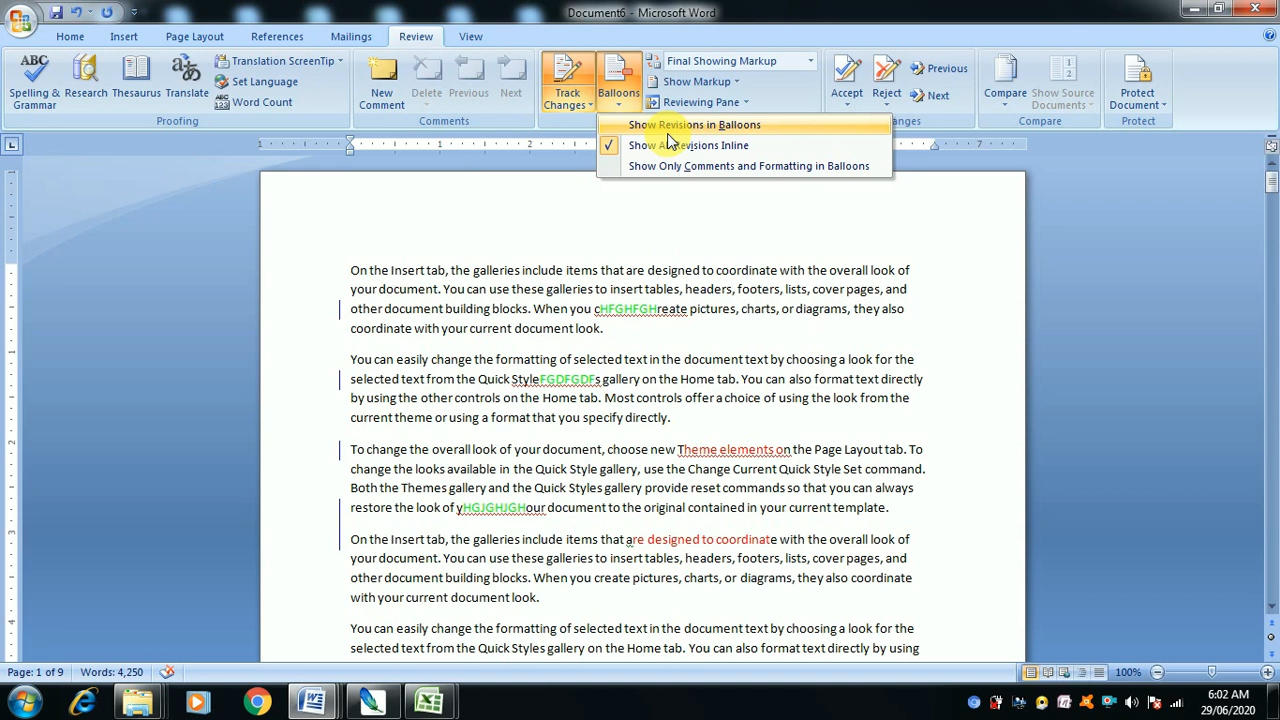 Document6 - Microsoft Word
Home Insert Page Layout References Mailings Review View
ABC
Spelling & Grammar
Research
Thesaurus
Translate
Translation ScreenTip
Set Language
Word Count
Proofing
New Comment
Delete
Previous
Next
Comments
Track Changes
Balloons
Final Showing Markup
Show Markup
Reviewing Pane
Accept
Reject
Previous
Next
Compare
Show Source Documents
Compare
Protect Document
Protect
Show Revisions in Balloons
Show All Revisions Inline
Show Only Comments and Formatting in Balloons
On the Insert tab, the galleries include items that are designed to coordinate with the overall look of
your document. You can use these galleries to insert tables, headers, footers, lists, cover pages, and
other document building blocks. When you cHFGHFGHreate pictures, charts, or diagrams, they also
coordinate with your current document look.
You can easily change the formatting of selected text in the document text by choosing a look for the
selected text from the Quick StyleFGDFGDFs gallery on the Home tab. You can also format text directly
by using the other controls on the Home tab. Most controls offer a choice of using the look from the
current theme or using a format that you specify directly.
To change the overall look of your document, choose new Theme elements on the Page Layout tab. To
change the looks available in the Quick Style gallery, use the Change Current Quick Style Set command.
Both the Themes gallery and the Quick Styles gallery provide reset commands so that you can always
restore the look of yHGJGHJGHour document to the original contained in your current template.
On the Insert tab, the galleries include items that are designed to coordinate with the overall look of
your document. You can use these galleries to insert tables, headers, footers, lists, cover pages, and
other document building blocks. When you create pictures, charts, or diagrams, they also coordinate
with your current document look.
You can easily change the formatting of selected text in the document text by choosing a look for the
selected text from the Quick Styles gallery on the Home tab. You can also format text directly by using
Page: 1 of 9 Words: 4,250 100%
6:02 AM
29/06/2020